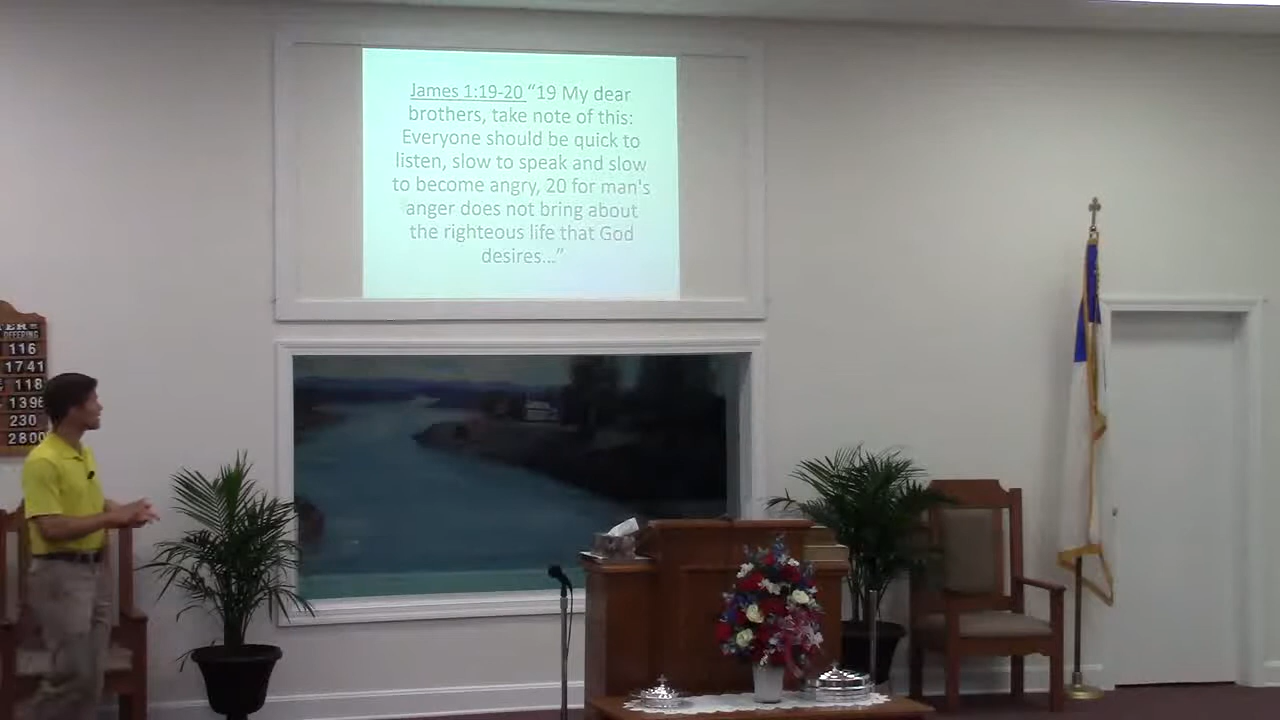 James 1:19-20 “19 My dear
brothers, take note of this:
Everyone should be quick to
listen, slow to speak and slow
to become angry, 20 for man's
anger does not bring about
the righteous life that God
desires…”
OFFERING
116
1741
118
139
230
2800